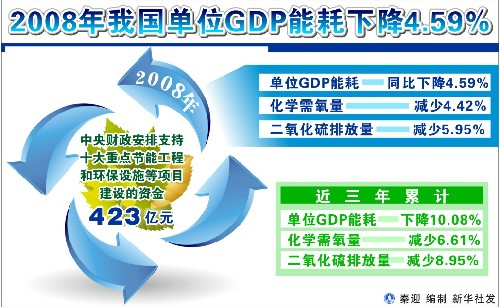 2008年我国单位GDP能耗下降4.59%
2008年
中央财政安排支持
十大重点节能工程
和环保设施等项目
建设的资金
423亿元
单位GDP能耗——同比下降4.59%
化学需氧量——减少4.42%
二氧化硫排放量——减少5.95%
近三年累计
单位GDP能耗——下降10.08%
化学需氧量——减少6.61%
二氧化硫排放量——减少8.95%
秦迎 编制 新华社发